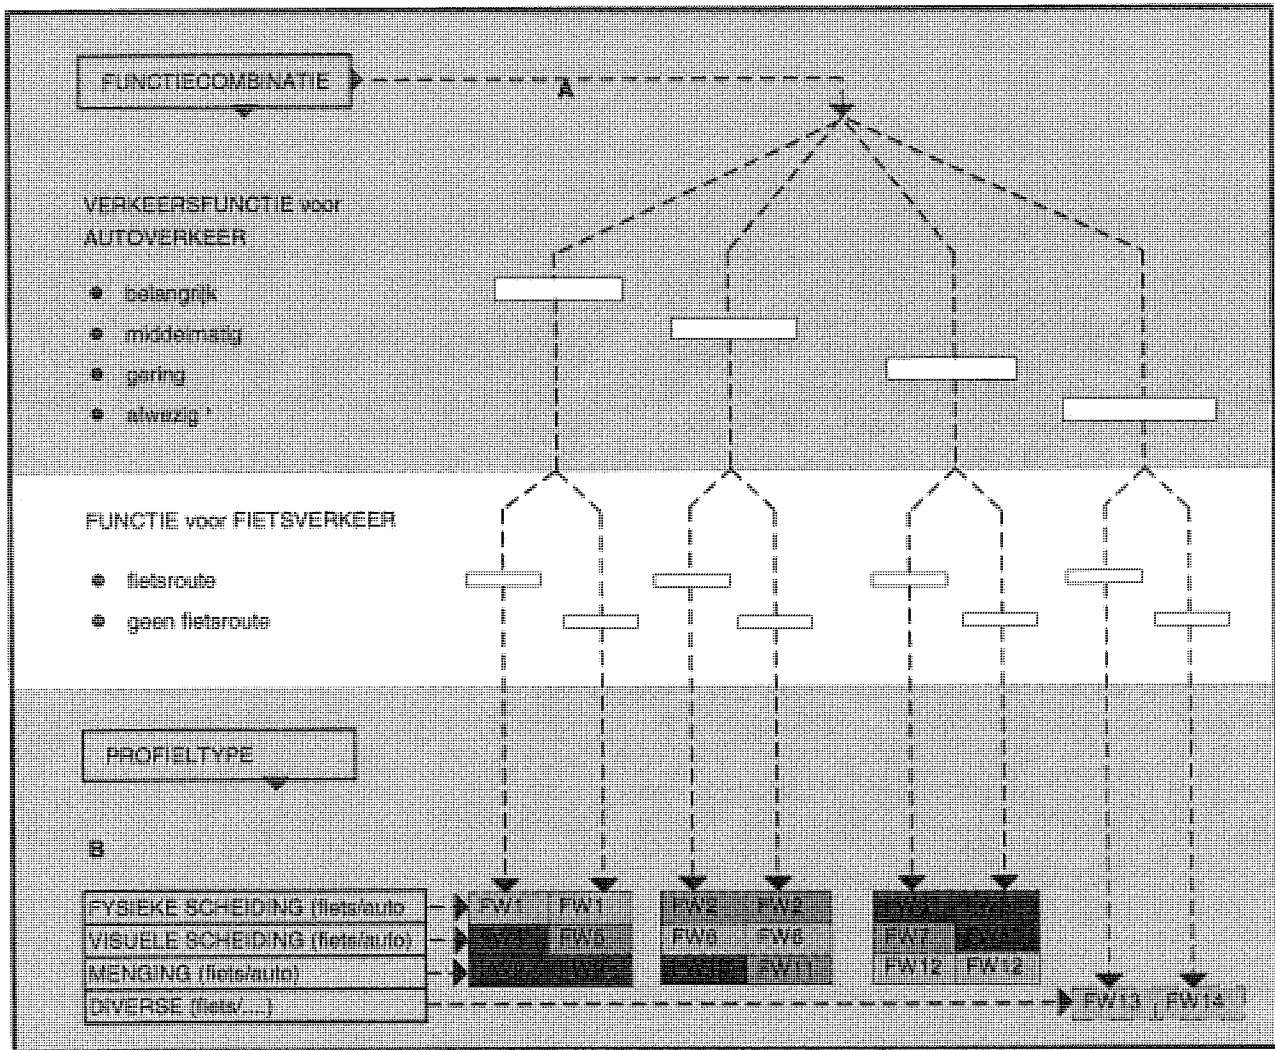 FUNCTIECOMBINATIE
A
VERKEERSFUNCTIE voor
AUTOVERKEER
belangrijk
middelmatig
gering
afwezig *
FUNCTIE voor FIETSVERKEER
fietsroute
geen fietsroute
PROFIELTYPE
B
FYSIEKE SCHEIDING (fiets/auto FW1 FW1 FW2 FW2
VISUELE SCHEIDING (fiets/auto) FW5 FW6 FW6 FW7
MENGING (fiets/auto) FW11 FW12 FW12
DIVERSE (fiets/....) FW13 FW14